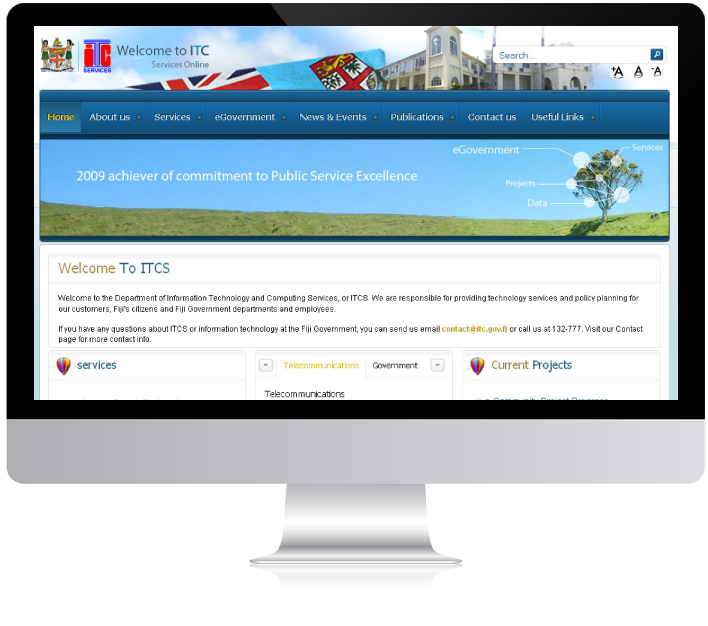 ITC
SERVICES
Welcome to ITC
Services Online
Search...
+A A -A
Home About us Services eGovernment News & Events Publications Contact us Useful Links
2009 achiever of commitment to Public Service Excellence
eGovernment
Services
Projects
Data
Welcome To ITCS
Welcome to the Department of Information Technology and Computing Services, or ITCS. We are responsible for providing technology services and policy planning for
our customers, Fiji's citizens and Fiji Government departments and employees.
If you have any questions about ITCS or information technology at the Fiji Government, you can send us email contact@itc.gov.fj or call us at 132-777. Visit our Contact
page for more contact info.
services
Telecommunications Government
Current Projects
Telecommunications